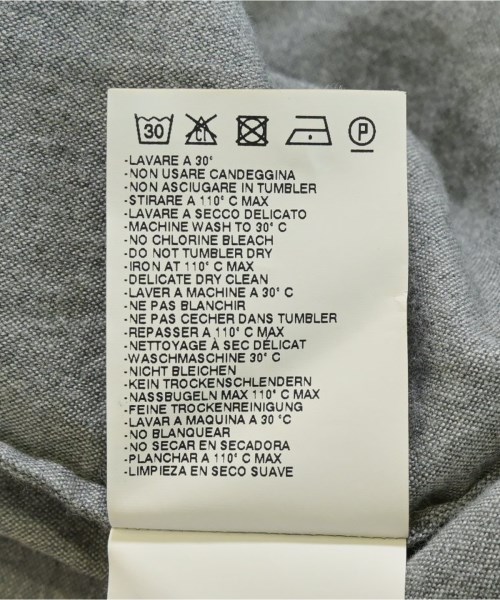 30 CL P
-LAVARE A 30°
-NON USARE CANDEGGINA
-NON ASCIUGARE IN TUMBLER
-STIRARE A 110° C MAX
-LAVARE A SECCO DELICATO
-MACHINE WASH TO 30° C
-NO CHLORINE BLEACH
-DO NOT TUMBLER DRY
-IRON AT 110° C MAX
-DELICATE DRY CLEAN
-LAVER A MACHINE A 30° C
-NE PAS BLANCHIR
-NE PAS CECHER DANS TUMBLER
-REPASSER A 110° C MAX
-NETTOYAGE À SEC DÉLICAT
-WASCHMASCHINE 30° C
-NICHT BLEICHEN
-KEIN TROCKENSCHLENDERN
-NASSBUGELN MAX 110° C MAX
-FEINE TROCKENREINIGUNG
-LAVAR A MAQUINA A 30 °C
-NO BLANQUEAR
-NO SECAR EN SECADORA
-PLANCHAR A 110° C MAX
-LIMPIEZA EN SECO SUAVE